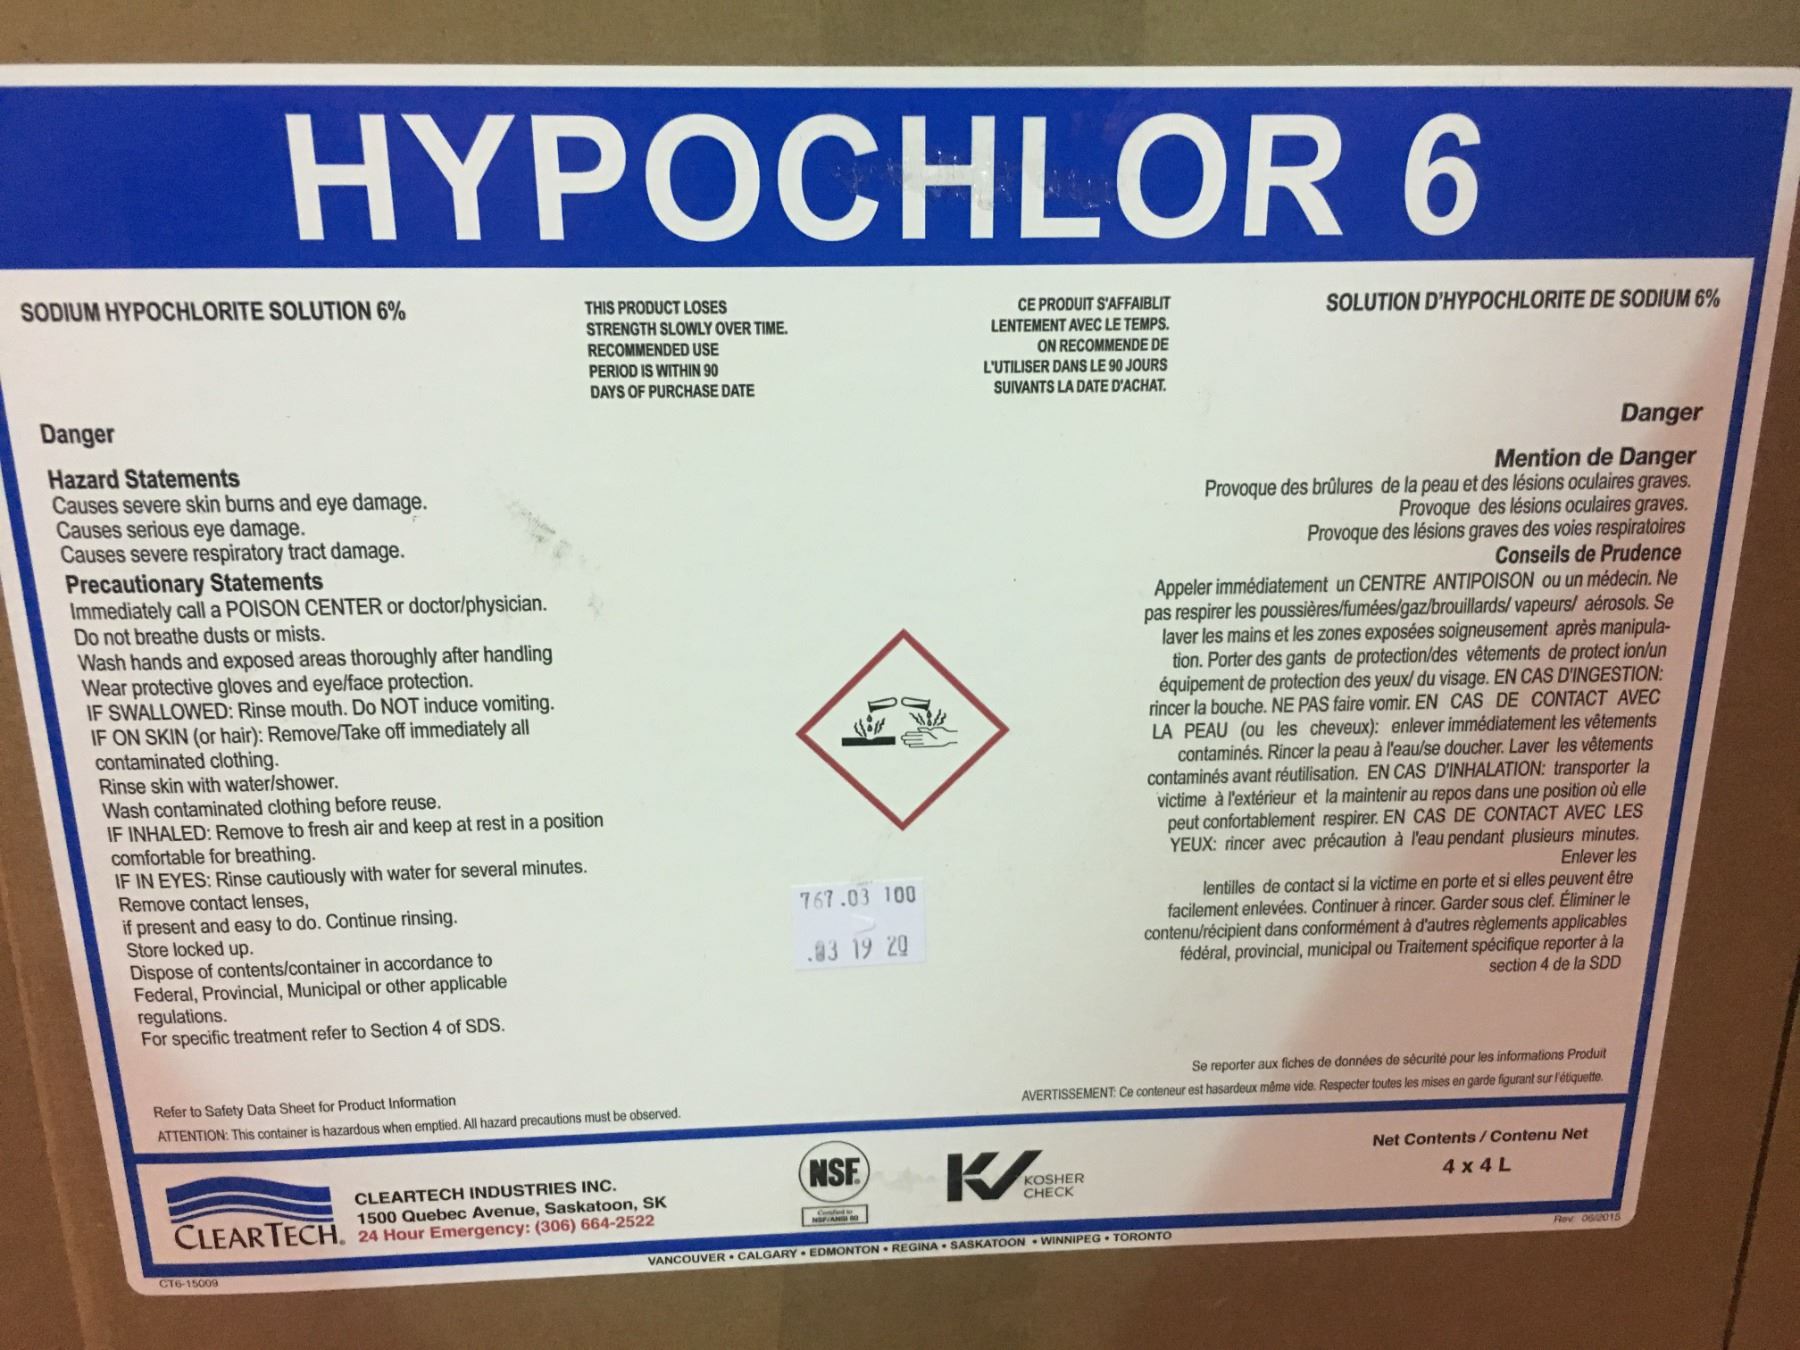 HYPOCHLOR 6
SODIUM HYPOCHLORITE SOLUTION 6%
THIS PRODUCT LOSES
STRENGTH SLOWLY OVER TIME.
RECOMMENDED USE
PERIOD IS WITHIN 90
DAYS OF PURCHASE DATE
CE PRODUIT S'AFFAIBLIT
LENTEMENT AVEC LE TEMPS.
ON RECOMMENDE DE
L'UTILISER DANS LE 90 JOURS
SUIVANTS LA DATE D'ACHAT.
SOLUTION D'HYPOCHLORITE DE SODIUM 6%
Danger
Hazard Statements
Causes severe skin burns and eye damage.
Causes serious eye damage.
Causes severe respiratory tract damage.
Precautionary Statements
Immediately call a POISON CENTER or doctor/physician.
Do not breathe dusts or mists.
Wash hands and exposed areas thoroughly after handling
Wear protective gloves and eye/face protection.
IF SWALLOWED: Rinse mouth. Do NOT induce vomiting.
IF ON SKIN (or hair): Remove/Take off immediately all
contaminated clothing.
Rinse skin with water/shower.
Wash contaminated clothing before reuse.
IF INHALED: Remove to fresh air and keep at rest in a position
comfortable for breathing.
IF IN EYES: Rinse cautiously with water for several minutes.
Remove contact lenses,
if present and easy to do. Continue rinsing.
Store locked up.
Dispose of contents/container in accordance to
Federal, Provincial, Municipal or other applicable
regulations.
For specific treatment refer to Section 4 of SDS.
Refer to Safety Data Sheet for Product Information
ATTENTION: This container is hazardous when emptied. All hazard precautions must be observed.
767.03 100
.03 19 20
Danger
Mention de Danger
Provoque des brûlures de la peau et des lésions oculaires graves.
Provoque des lésions oculaires graves.
Provoque des lésions graves des voies respiratoires
Conseils de Prudence
Appeler immédiatement un CENTRE ANTIPOISON ou un médecin. Ne
pas respirer les poussières/fumées/gaz/brouillards/ vapeurs/ aérosols. Se
laver les mains et les zones exposées soigneusement après manipula-
tion. Porter des gants de protection/des vêtements de protect ion/un
équipement de protection des yeux/ du visage. EN CAS D'INGESTION:
rincer la bouche. NE PAS faire vomir. EN CAS DE CONTACT AVEC
LA PEAU (ou les cheveux): enlever immédiatement les vêtements
contaminés. Rincer la peau à l'eau/se doucher. Laver les vêtements
contaminés avant réutilisation. EN CAS D'INHALATION: transporter la
victime à l'extérieur et la maintenir au repos dans une position où elle
peut confortablement respirer. EN CAS DE CONTACT AVEC LES
YEUX: rincer avec précaution à l'eau pendant plusieurs minutes.
Enlever les
lentilles de contact si la victime en porte et si elles peuvent être
facilement enlevées. Continuer à rincer. Garder sous clef. Éliminer le
contenu/récipient dans conformément à d'autres règlements applicables
fédéral, provincial, municipal ou Traitement spécifique reporter à la
section 4 de la SDD
Se reporter aux fiches de données de sécurité pour les informations Produit
AVERTISSEMENT: Ce conteneur est hasardeux même vide. Respecter toutes les mises en garde figurant sur l'étiquette.
CLEARTECH.
CLEARTECH INDUSTRIES INC.
1500 Quebec Avenue, Saskatoon, SK
24 Hour Emergency: (306) 664-2522
NSF.
Certified to
NSF/ANSI 60
KOSHER
CHECK
Net Contents / Contenu Net
4 x 4 L
Rev: 06/2015
VANCOUVER • CALGARY • EDMONTON • REGINA • SASKATOON • WINNIPEG • TORONTO
CT6-15009